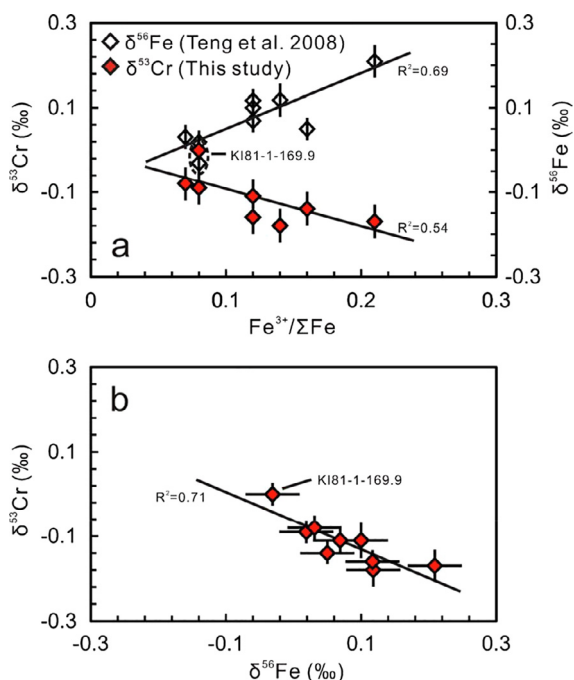 0.3
0.1
-0.1
-0.3
δ⁵³Cr (‰)
δ⁵⁶Fe (Teng et al. 2008)
δ⁵³Cr (This study)
R²=0.69
KI81-1-169.9
R²=0.54
a
0.3
0.1
-0.1
-0.3
δ⁵⁶Fe (‰)
0
0.1
0.2
0.3
Fe³⁺/ΣFe
0.3
0.1
-0.1
-0.3
δ⁵³Cr (‰)
b
KI81-1-169.9
R²=0.71
-0.3
-0.1
0.1
0.3
δ⁵⁶Fe (‰)